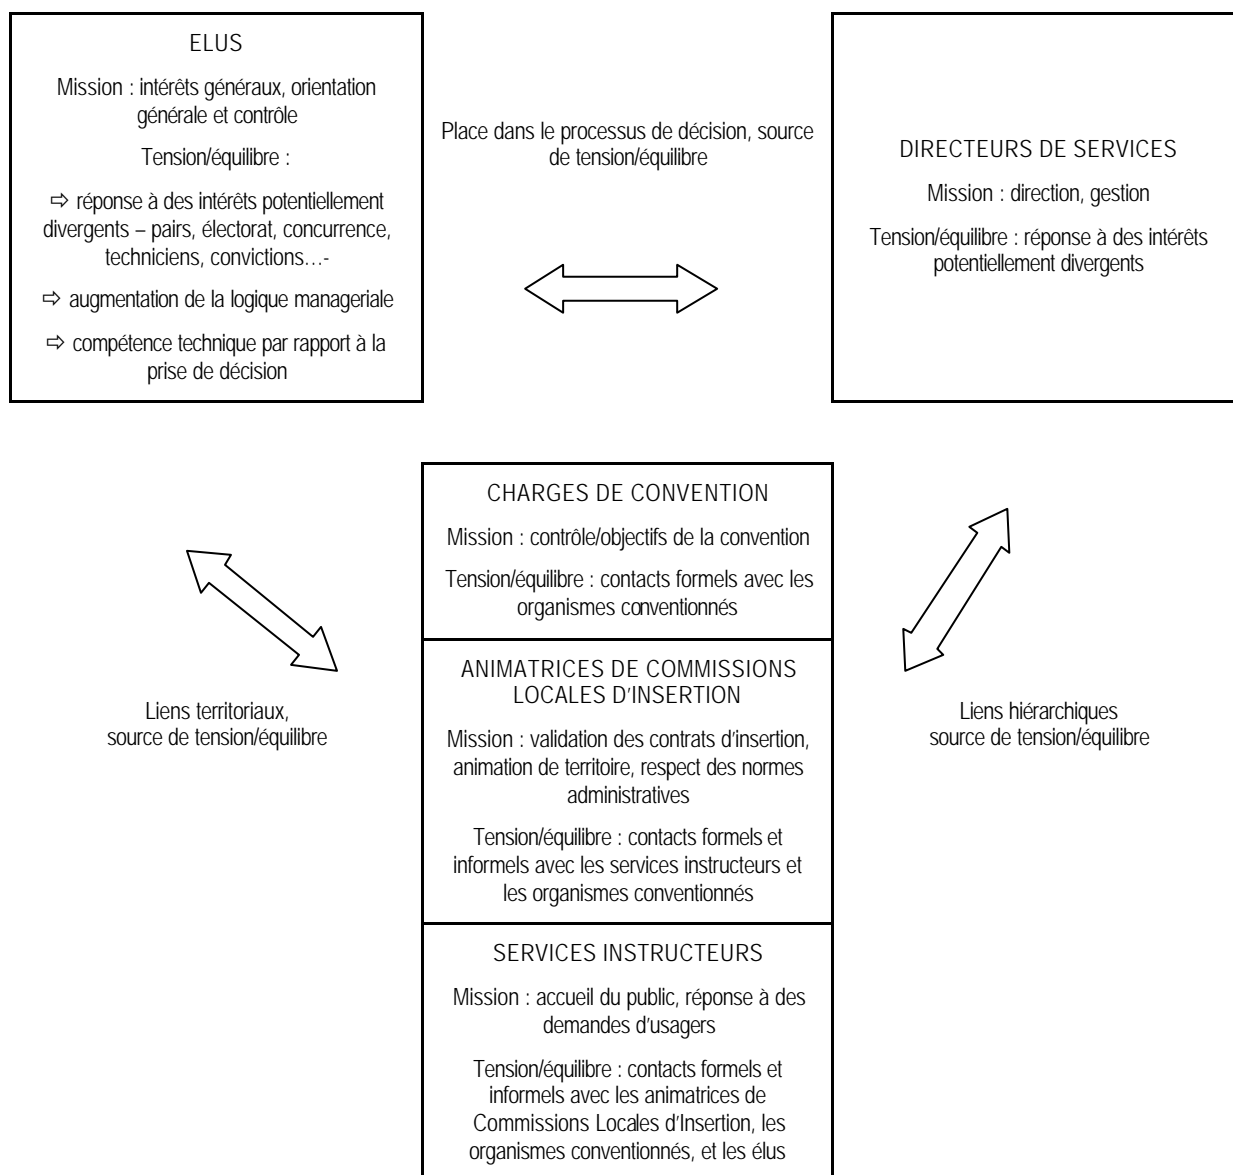 ELUS
Mission : intérêts généraux, orientation
générale et contrôle
Tension/équilibre :
⇨ réponse à des intérêts potentiellement
divergents – pairs, électorat, concurrence,
techniciens, convictions…-
⇨ augmentation de la logique manageriale
⇨ compétence technique par rapport à la
prise de décision
Place dans le processus de décision, source
de tension/équilibre
DIRECTEURS DE SERVICES
Mission : direction, gestion
Tension/équilibre : réponse à des intérêts
potentiellement divergents
Liens territoriaux,
source de tension/équilibre
CHARGES DE CONVENTION
Mission : contrôle/objectifs de la convention
Tension/équilibre : contacts formels avec les
organismes conventionnés
ANIMATRICES DE COMMISSIONS
LOCALES D'INSERTION
Mission : validation des contrats d'insertion,
animation de territoire, respect des normes
administratives
Tension/équilibre : contacts formels et
informels avec les services instructeurs et
les organismes conventionnés
SERVICES INSTRUCTEURS
Mission : accueil du public, réponse à des
demandes d'usagers
Tension/équilibre : contacts formels et
informels avec les animatrices de
Commissions Locales d'Insertion, les
organismes conventionnés, et les élus
Liens hiérarchiques
source de tension/équilibre